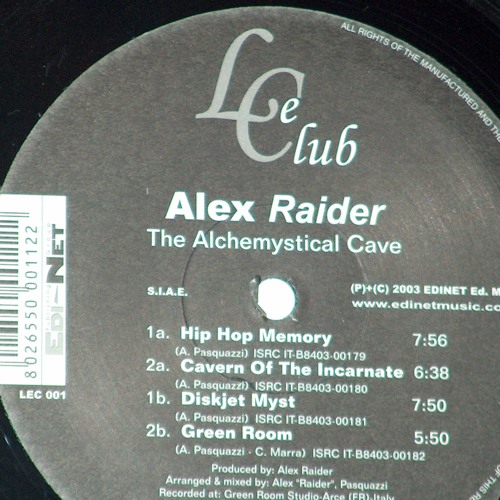 ALL RIGHTS OF THE MANUFACTURED AND THE
Le Club
Alex Raider
The Alchemystical Cave
S.I.A.E.
(P)+(C) 2003 EDINET Ed. M
www.edinetmusic.co
1a. Hip Hop Memory 7:56
(A. Pasquazzi) ISRC IT-B8403-00179
2a. Cavern Of The Incarnate 6:38
(A. Pasquazzi) ISRC IT-B8403-00180
1b. Diskjet Myst 7:50
(A. Pasquazzi) ISRC IT-B8403-00181
2b. Green Room 5:50
(A. Pasquazzi - C. Marra) ISRC IT-B8403-00182
Produced by: Alex Raider
Arranged & mixed by: Alex "Raider", Pasquazzi
Recorded at: Green Room Studio-Arce (FR), Italy
8 026550 001122
EDI-NET
LEC 001